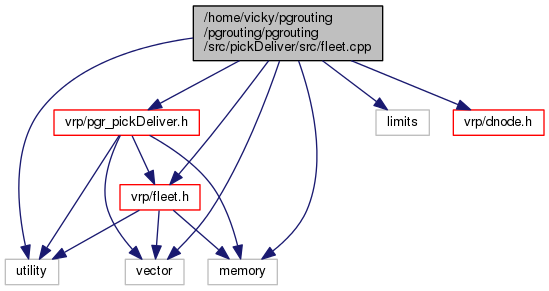 /home/vicky/pgrouting
/pgrouting/pgrouting
/src/pickDeliver/src/fleet.cpp
vrp/pgr_pickDeliver.h
limits
vrp/dnode.h
vrp/fleet.h
utility
vector
memory